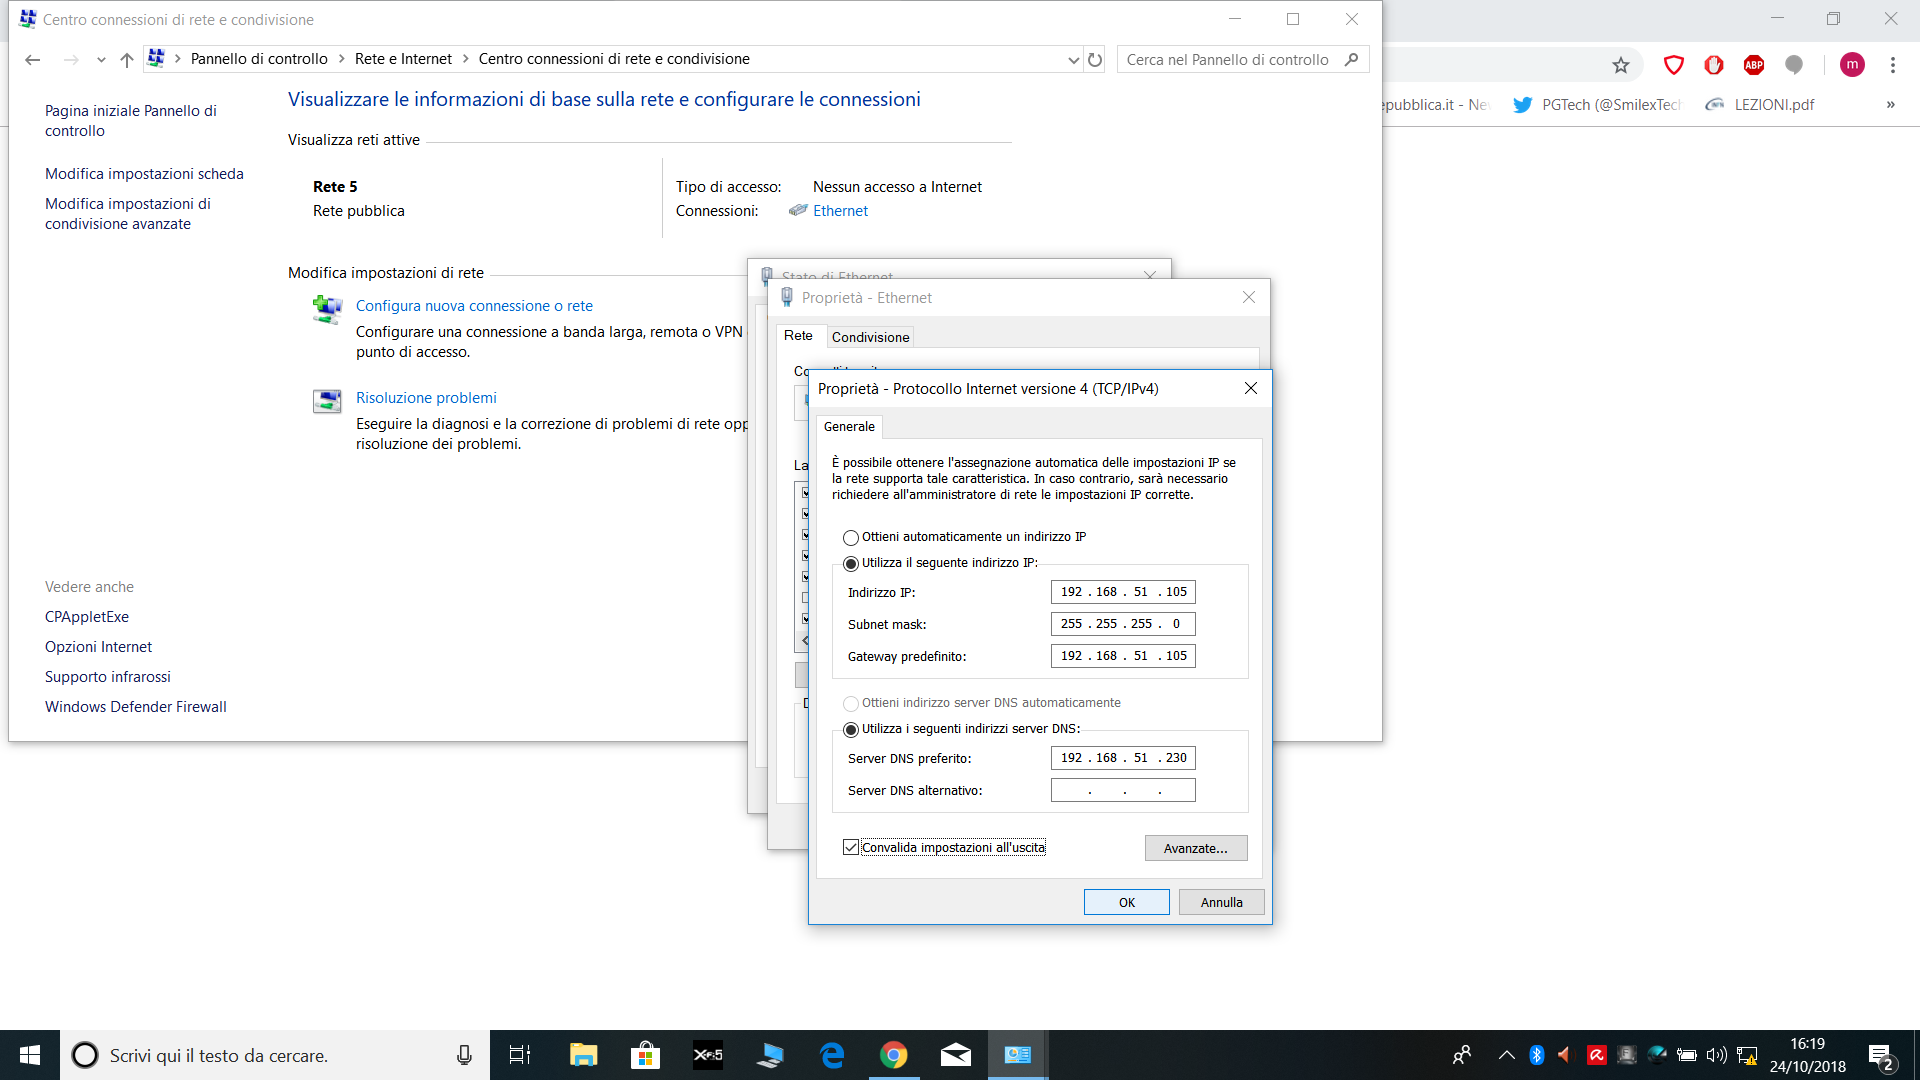 Centro connessioni di rete e condivisione
Pannello di controllo > Rete e Internet > Centro connessioni di rete e condivisione
Cerca nel Pannello di controllo
m
Pagina iniziale Pannello di
controllo
Modifica impostazioni scheda
Modifica impostazioni di
condivisione avanzate
Visualizzare le informazioni di base sulla rete e configurare le connessioni
Visualizza reti attive
Rete 5
Rete pubblica
Tipo di accesso: Nessun accesso a Internet
Connessioni: Ethernet
Modifica impostazioni di rete
Configura nuova connessione o rete
Configurare una connessione a banda larga, remota o VPN
punto di accesso.
Risoluzione problemi
Eseguire la diagnosi e la correzione di problemi di rete opp
risoluzione dei problemi.
Vedere anche
CPAppletExe
Opzioni Internet
Supporto infrarossi
Windows Defender Firewall
ABP
epubblica.it - Nev
PGTech (@SmilexTech
LEZIONI.pdf
»
Stato di Ethernet
Proprietà - Ethernet
Rete
Condivisione
Co
La
Proprietà - Protocollo Internet versione 4 (TCP/IPv4)
Generale
È possibile ottenere l'assegnazione automatica delle impostazioni IP se
la rete supporta tale caratteristica. In caso contrario, sarà necessario
richiedere all'amministratore di rete le impostazioni IP corrette.
Ottieni automaticamente un indirizzo IP
Utilizza il seguente indirizzo IP:
Indirizzo IP: 192 . 168 . 51 . 105
Subnet mask: 255 . 255 . 255 . 0
Gateway predefinito: 192 . 168 . 51 . 105
Ottieni indirizzo server DNS automaticamente
Utilizza i seguenti indirizzi server DNS:
Server DNS preferito: 192 . 168 . 51 . 230
Server DNS alternativo: . . .
Convalida impostazioni all'uscita
Avanzate...
OK
Annulla
Scrivi qui il testo da cercare.
16:19
24/10/2018
2